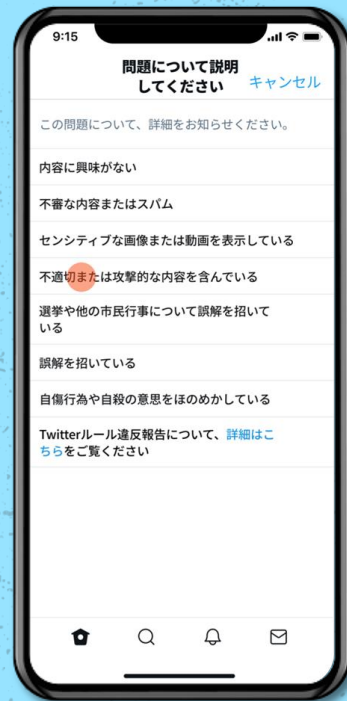 9:15
問題について説明
してください
キャンセル
この問題について、詳細をお知らせください。
内容に興味がない
不審な内容またはスパム
センシティブな画像または動画を表示している
不適切または攻撃的な内容を含んでいる
選挙や他の市民行事について誤解を招いて
いる
誤解を招いている
自傷行為や自殺の意思をほのめかしている
Twitterルール違反報告について、詳細はこ
ちらをご覧ください